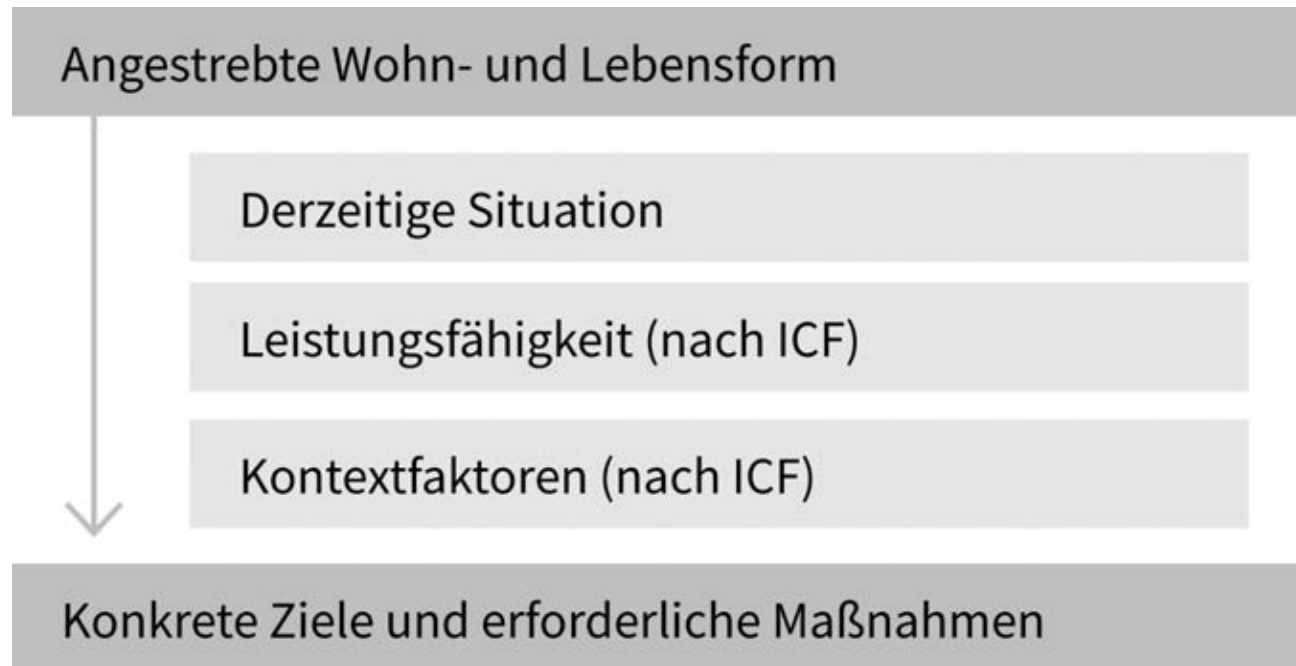 Angestrebte Wohn- und Lebensform
Derzeitige Situation
Leistungsfähigkeit (nach ICF)
Kontextfaktoren (nach ICF)
Konkrete Ziele und erforderliche Maßnahmen